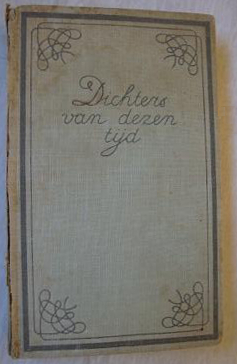 Dichters
van dezen
tijd